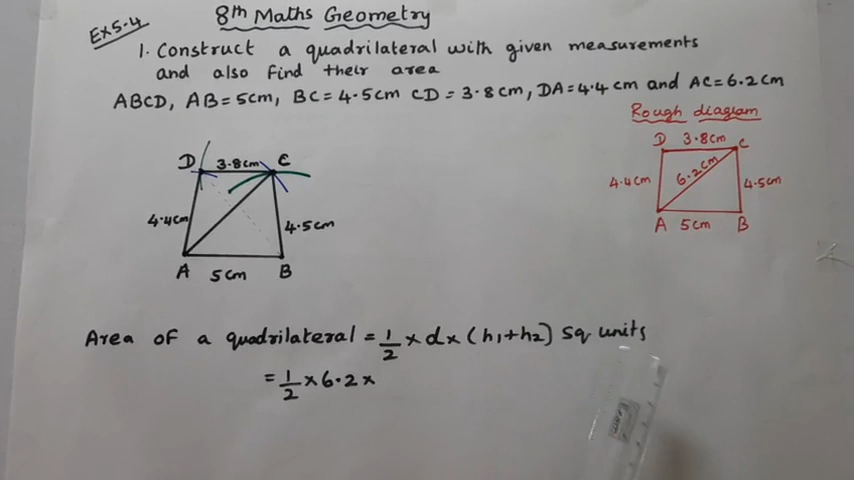 8th Maths Geometry
Ex 5.4
1. Construct a quadrilateral with given measurements
and also find their area
ABCD, AB = 5cm, BC = 4.5cm CD = 3.8cm, DA = 4.4cm and AC = 6.2cm
Rough diagram
D 3.8cm C
4.4cm 6.2cm 4.5cm
A 5cm B
D 3.8cm C
4.4cm 4.5cm
A 5cm B
Area of a quadrilateral = 1/2 x d x (h1+h2) sq units
= 1/2 x 6.2 x